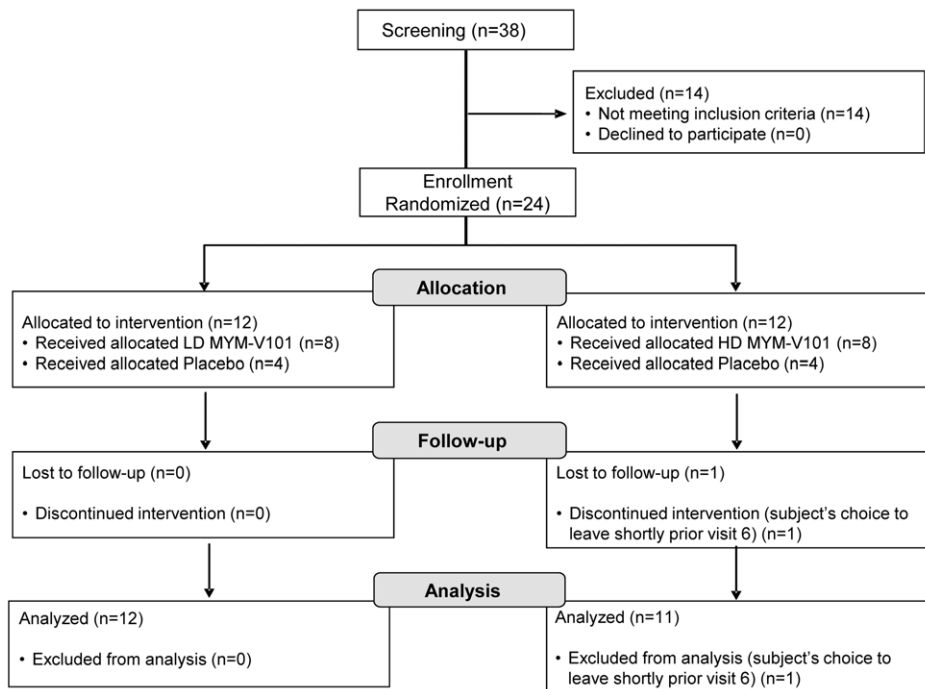 Screening (n=38)
Excluded (n=14)
• Not meeting inclusion criteria (n=14)
• Declined to participate (n=0)
Enrollment
Randomized (n=24)
Allocation
Allocated to intervention (n=12)
• Received allocated LD MYM-V101 (n=8)
• Received allocated Placebo (n=4)
Allocated to intervention (n=12)
• Received allocated HD MYM-V101 (n=8)
• Received allocated Placebo (n=4)
Follow-up
Lost to follow-up (n=0)
• Discontinued intervention (n=0)
Lost to follow-up (n=1)
• Discontinued intervention (subject's choice to
leave shortly prior visit 6) (n=1)
Analysis
Analyzed (n=12)
• Excluded from analysis (n=0)
Analyzed (n=11)
• Excluded from analysis (subject's choice to
leave shortly prior visit 6) (n=1)